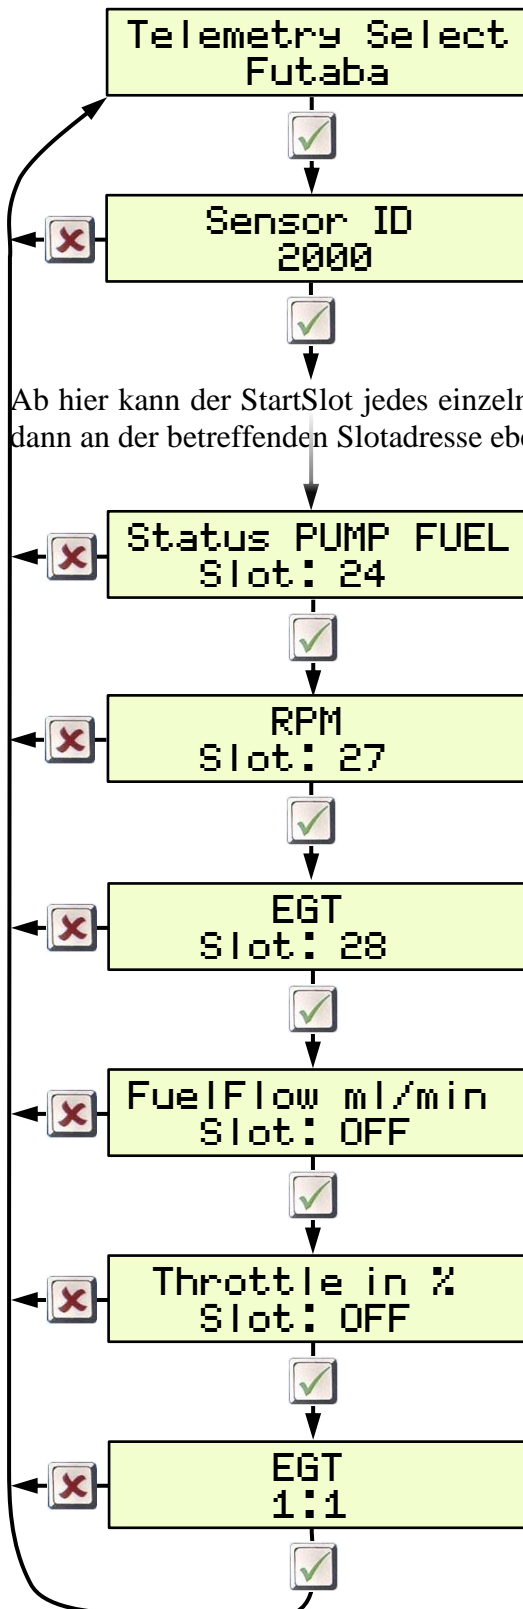 Telemetry Select
Futaba
Sensor ID
2000
Ab hier kann der StartSlot jedes
dann an der betreffenden Slotadresse
Status PUMP FUEL
Slot: 24
RPM
Slot: 27
EGT
Slot: 28
FuelFlow ml/min
Slot: OFF
Throttle in %
Slot: OFF
EGT
1:1